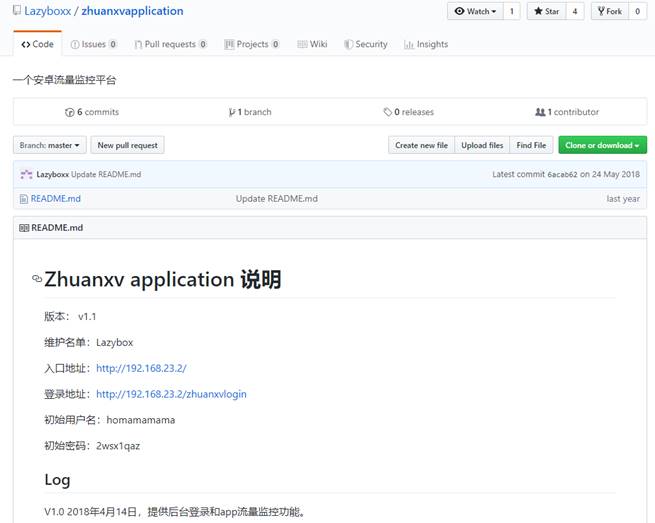 Lazyboxx / zhuanxvapplication
Watch 1 Star 4 Fork 0
Code Issues 0 Pull requests 0 Projects 0 Wiki Security Insights
一个安卓流量监控平台
6 commits 1 branch 0 releases 1 contributor
Branch: master New pull request Create new file Upload files Find File Clone or download
Lazyboxx Update README.md Latest commit 6acab62 on 24 May 2018
README.md Update README.md last year
README.md
Zhuanxv application 说明
版本： v1.1
维护名单：Lazybox
入口地址：http://192.168.23.2/
登录地址：http://192.168.23.2/zhuanxvlogin
初始用户名：homamamama
初始密码：2wsx1qaz
Log
V1.0 2018年4月14日，提供后台登录和app流量监控功能。